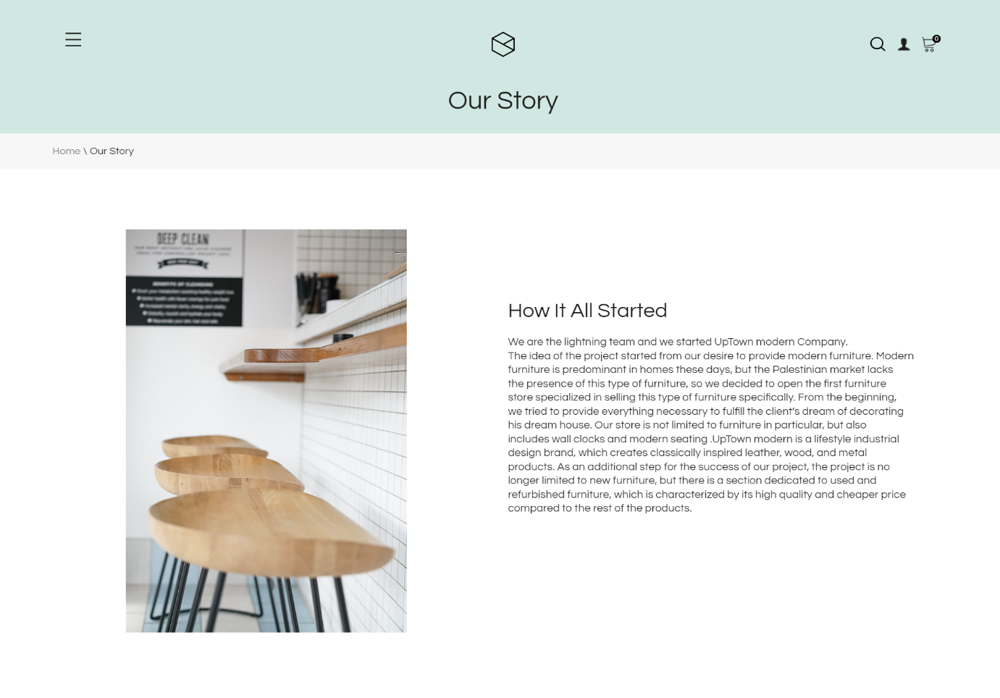 0
Our Story
Home \ Our Story
DEEP CLEAN
BENEFITS OF CLEANSING
How It All Started
We are the lightning team and we started UpTown modern Company.
The idea of the project started from our desire to provide modern furniture. Modern
furniture is predominant in homes these days, but the Palestinian market lacks
the presence of this type of furniture, so we decided to open the first furniture
store specialized in selling this type of furniture specifically. From the beginning,
we tried to provide everything necessary to fulfill the client’s dream of decorating
his dream house. Our store is not limited to furniture in particular, but also
includes wall clocks and modern seating .UpTown modern is a lifestyle industrial
design brand, which creates classically inspired leather, wood, and metal
products. As an additional step for the success of our project, the project is no
longer limited to new furniture, but there is a section dedicated to used and
refurbished furniture, which is characterized by its high quality and cheaper price
compared to the rest of the products.